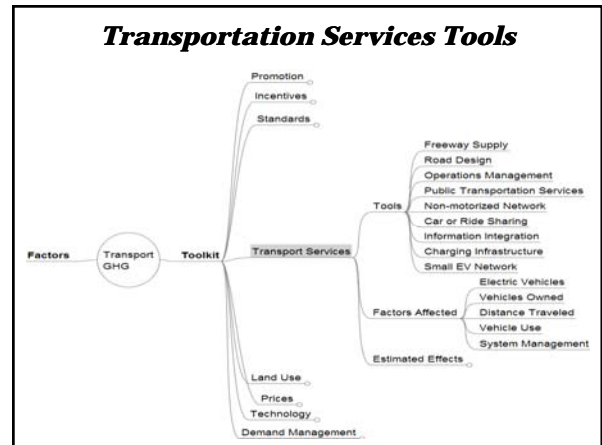 Transportation Services Tools
Promotion
Incentives
Standards
Freeway Supply
Road Design
Operations Management
Public Transportation Services
Tools
Non-motorized Network
Car or Ride Sharing
Information Integration
Charging Infrastructure
Small EV Network
Factors
Transport
GHG
Toolkit
Transport Services
Electric Vehicles
Vehicles Owned
Factors Affected
Distance Traveled
Vehicle Use
System Management
Estimated Effects
Land Use
Prices
Technology
Demand Management